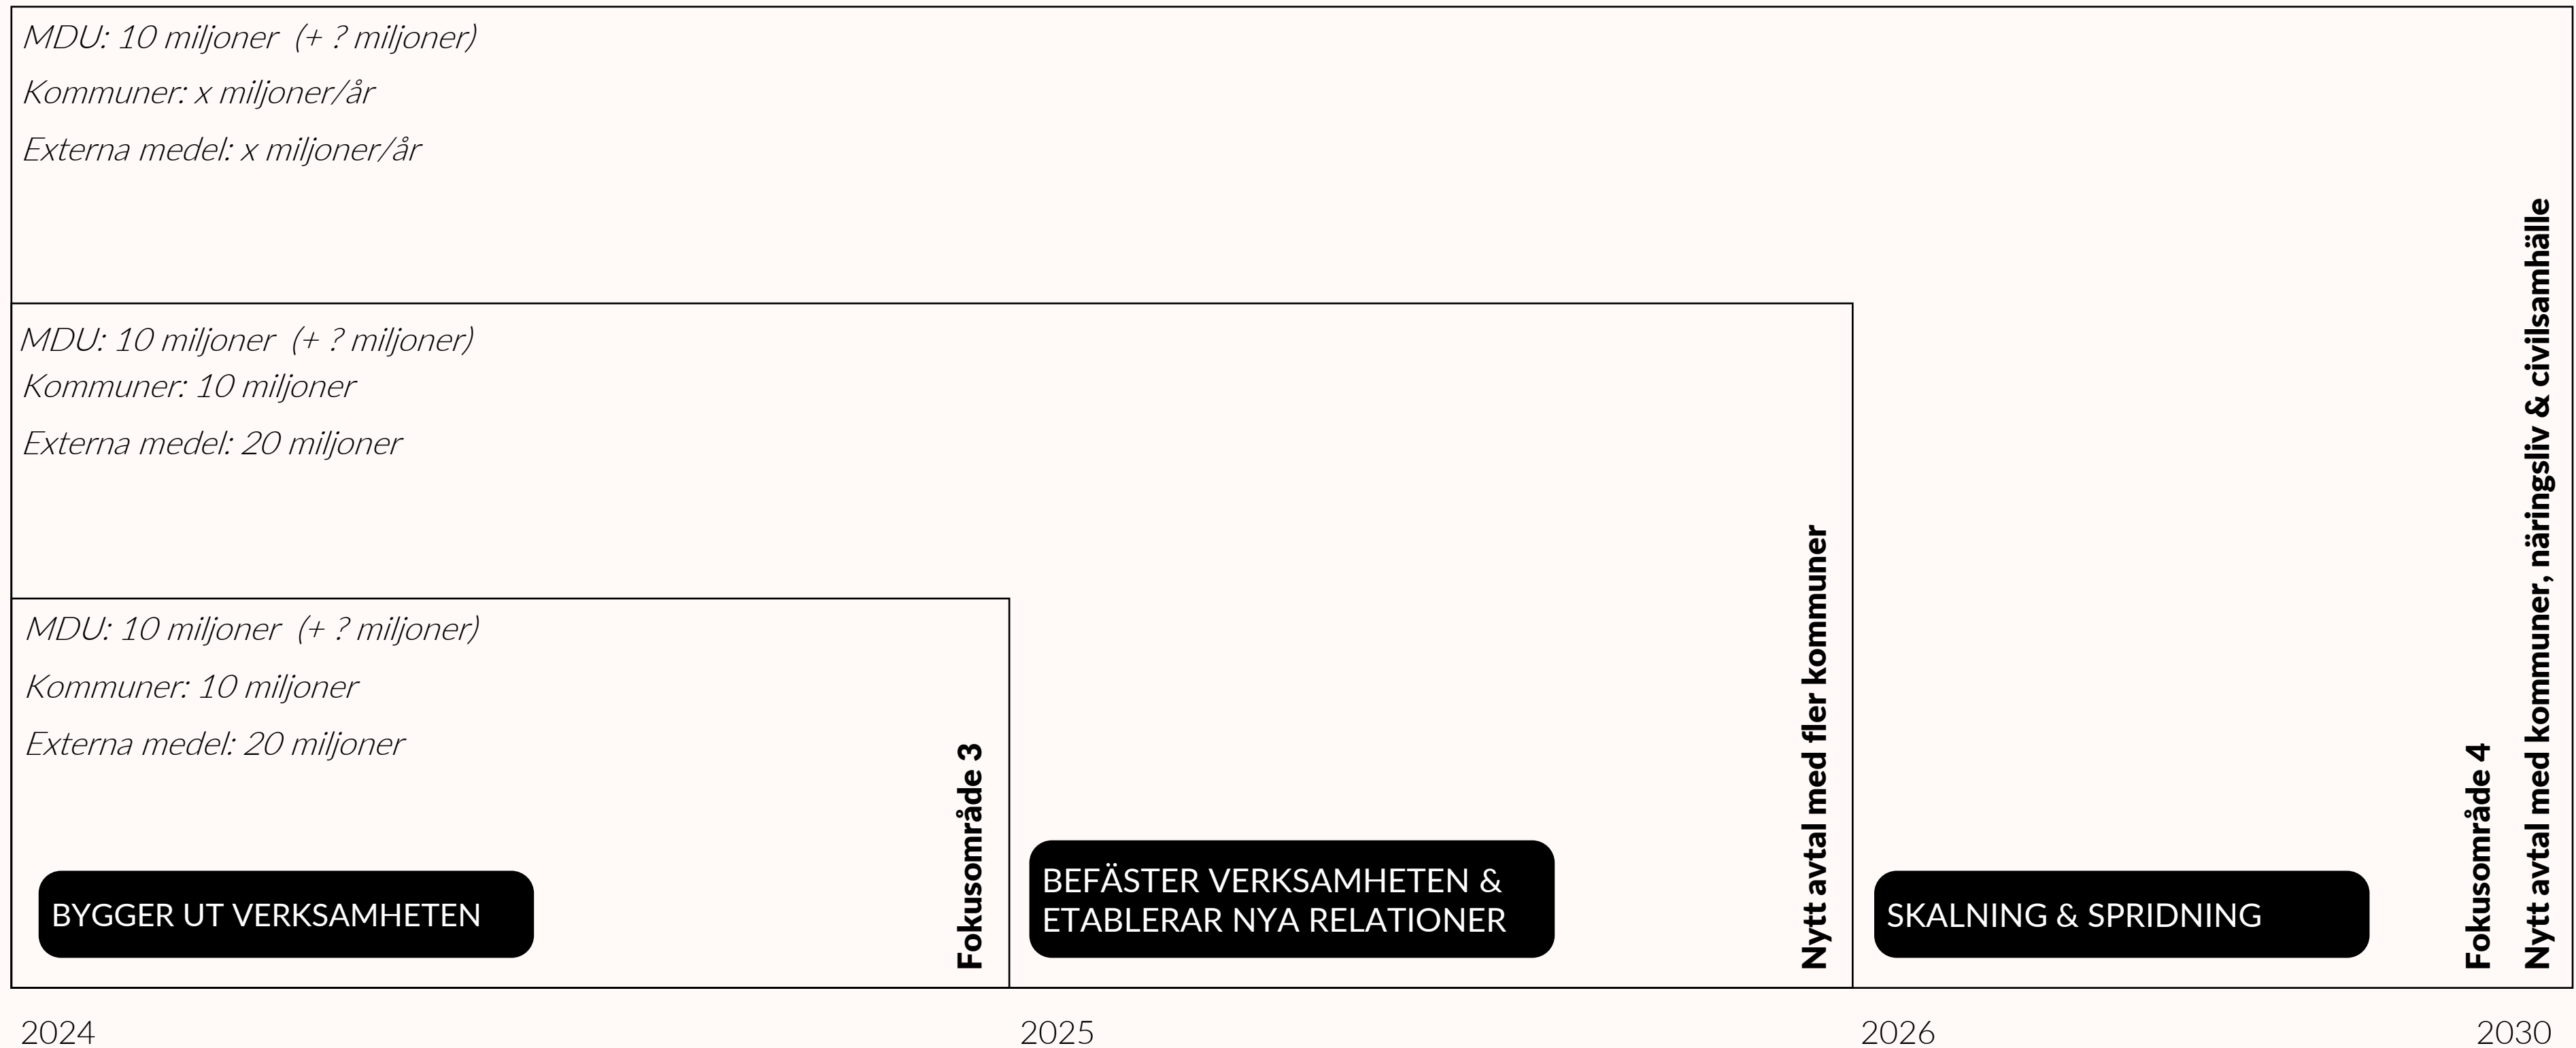 MDU: 10 miljoner (+ ? miljoner)
Kommuner: x miljoner/år
Externa medel: x miljoner/år
MDU: 10 miljoner (+ ? miljoner)
Kommuner: 10 miljoner
Externa medel: 20 miljoner
MDU: 10 miljoner (+ ? miljoner)
Kommuner: 10 miljoner
Externa medel: 20 miljoner
BYGGER UT VERKSAMHETEN
Fokusområde 3
BEFÄSTER VERKSAMHETEN &
ETABLERAR NYA RELATIONER
Nytt avtal med fler kommuner
SKALNING & SPRIDNING
Fokusområde 4
Nytt avtal med kommuner, näringsliv & civilsamhälle
2024
2025
2026
2030